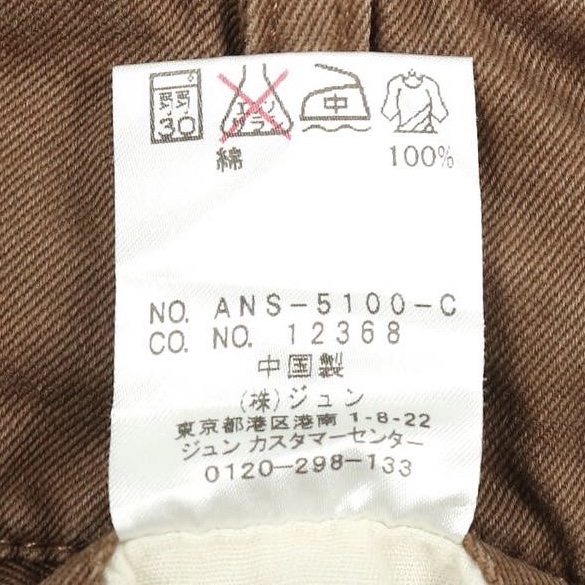 弱 30 エンソ サラシ 中
綿 100%
NO. ANS-5100-C
CO. NO. 12368
中国製
(株)ジュン
東京都港区港南 1-8-22
ジュン カスタマーセンター
0120-298-133